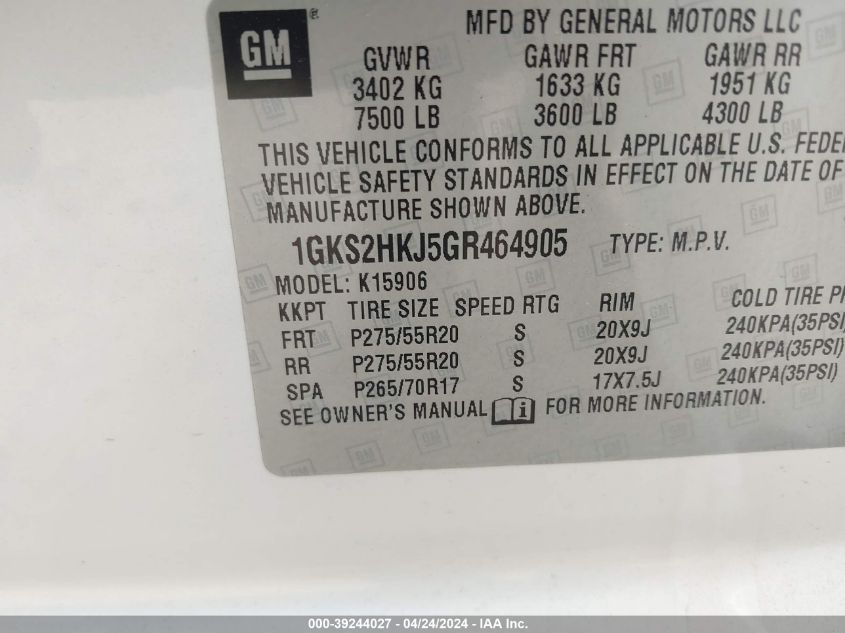 GM ® MFD BY GENERAL MOTORS LLC
GVWR GAWR FRT GAWR RR
3402 KG 1633 KG 1951 KG
7500 LB 3600 LB 4300 LB
THIS VEHICLE CONFORMS TO ALL APPLICABLE U.S. FEDE
VEHICLE SAFETY STANDARDS IN EFFECT ON THE DATE OF
MANUFACTURE SHOWN ABOVE.
1GKS2HKJ5GR464905 TYPE: M.P.V.
MODEL: K15906
KKPT TIRE SIZE SPEED RTG RIM COLD TIRE P
FRT P275/55R20 S 20X9J 240KPA(35PSI)
RR P275/55R20 S 20X9J 240KPA(35PSI)
SPA P265/70R17 S 17X7.5J 240KPA(35PSI)
SEE OWNER'S MANUAL i FOR MORE INFORMATION.
000-39244027 - 04/24/2024 - IAA Inc.